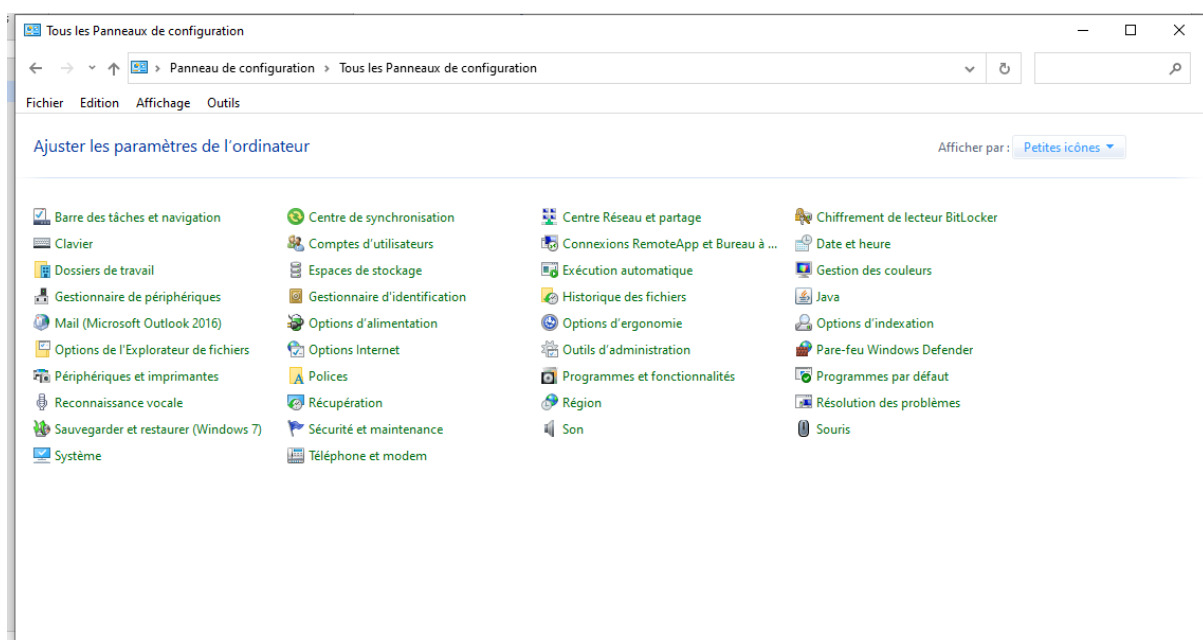 Tous les Panneaux de configuration
Panneau de configuration > Tous les Panneaux de configuration
Fichier Edition Affichage Outils
Ajuster les paramètres de l'ordinateur
Afficher par : Petites icônes
Barre des tâches et navigation Centre de synchronisation Centre Réseau et partage Chiffrement de lecteur BitLocker
Clavier Comptes d'utilisateurs Connexions RemoteApp et Bureau à ... Date et heure
Dossiers de travail Espaces de stockage Exécution automatique Gestion des couleurs
Gestionnaire de périphériques Gestionnaire d'identification Historique des fichiers Java
Mail (Microsoft Outlook 2016) Options d'alimentation Options d'ergonomie Options d'indexation
Options de l'Explorateur de fichiers Options Internet Outils d'administration Pare-feu Windows Defender
Périphériques et imprimantes Polices Programmes et fonctionnalités Programmes par défaut
Reconnaissance vocale Récupération Région Résolution des problèmes
Sauvegarder et restaurer (Windows 7) Sécurité et maintenance Son Souris
Système Téléphone et modem